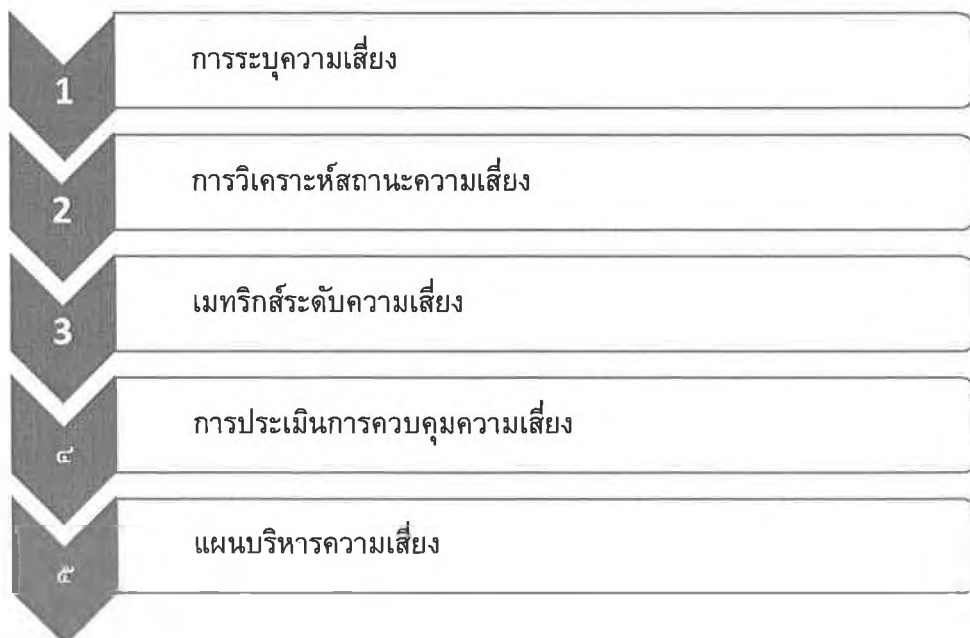 1 การระบุความเสี่ยง
2 การวิเคราะห์สถานะความเสี่ยง
3 เมทริกส์ระดับความเสี่ยง
๔ การประเมินการควบคุมความเสี่ยง
๕ แผนบริหารความเสี่ยง